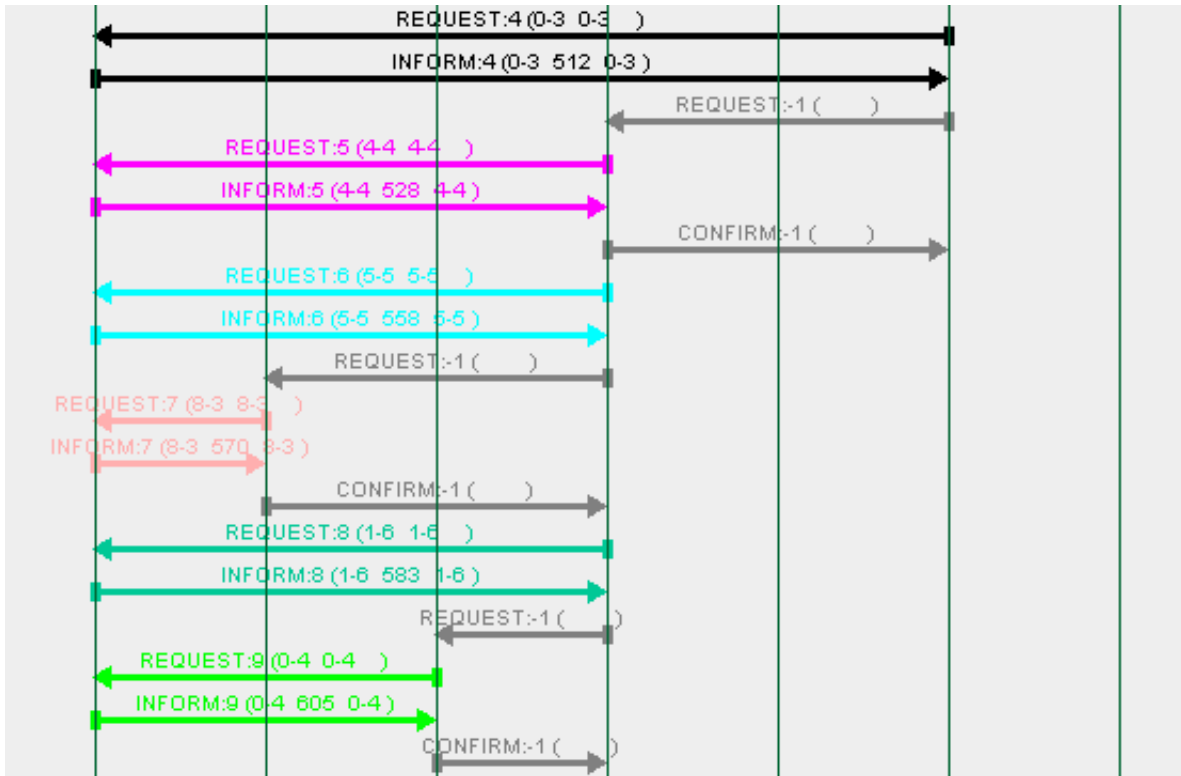 REQUEST:4 (0-3 0-3 )
INFORM:4 (0-3 512 0-3 )
REQUEST:-1 ( )
REQUEST:5 (4-4 4-4 )
INFORM:5 (4-4 528 4-4 )
CONFIRM:-1 ( )
REQUEST:6 (5-5 5-5 )
INFORM:6 (5-5 558 5-5 )
REQUEST:-1 ( )
REQUEST:7 (8-3 8-3 )
INFORM:7 (8-3 570 8-3 )
CONFIRM:-1 ( )
REQUEST:8 (1-6 1-6 )
INFORM:8 (1-6 583 1-6 )
REQUEST:-1 ( )
REQUEST:9 (0-4 0-4 )
INFORM:9 (0-4 605 0-4 )
CONFIRM:-1 ( )